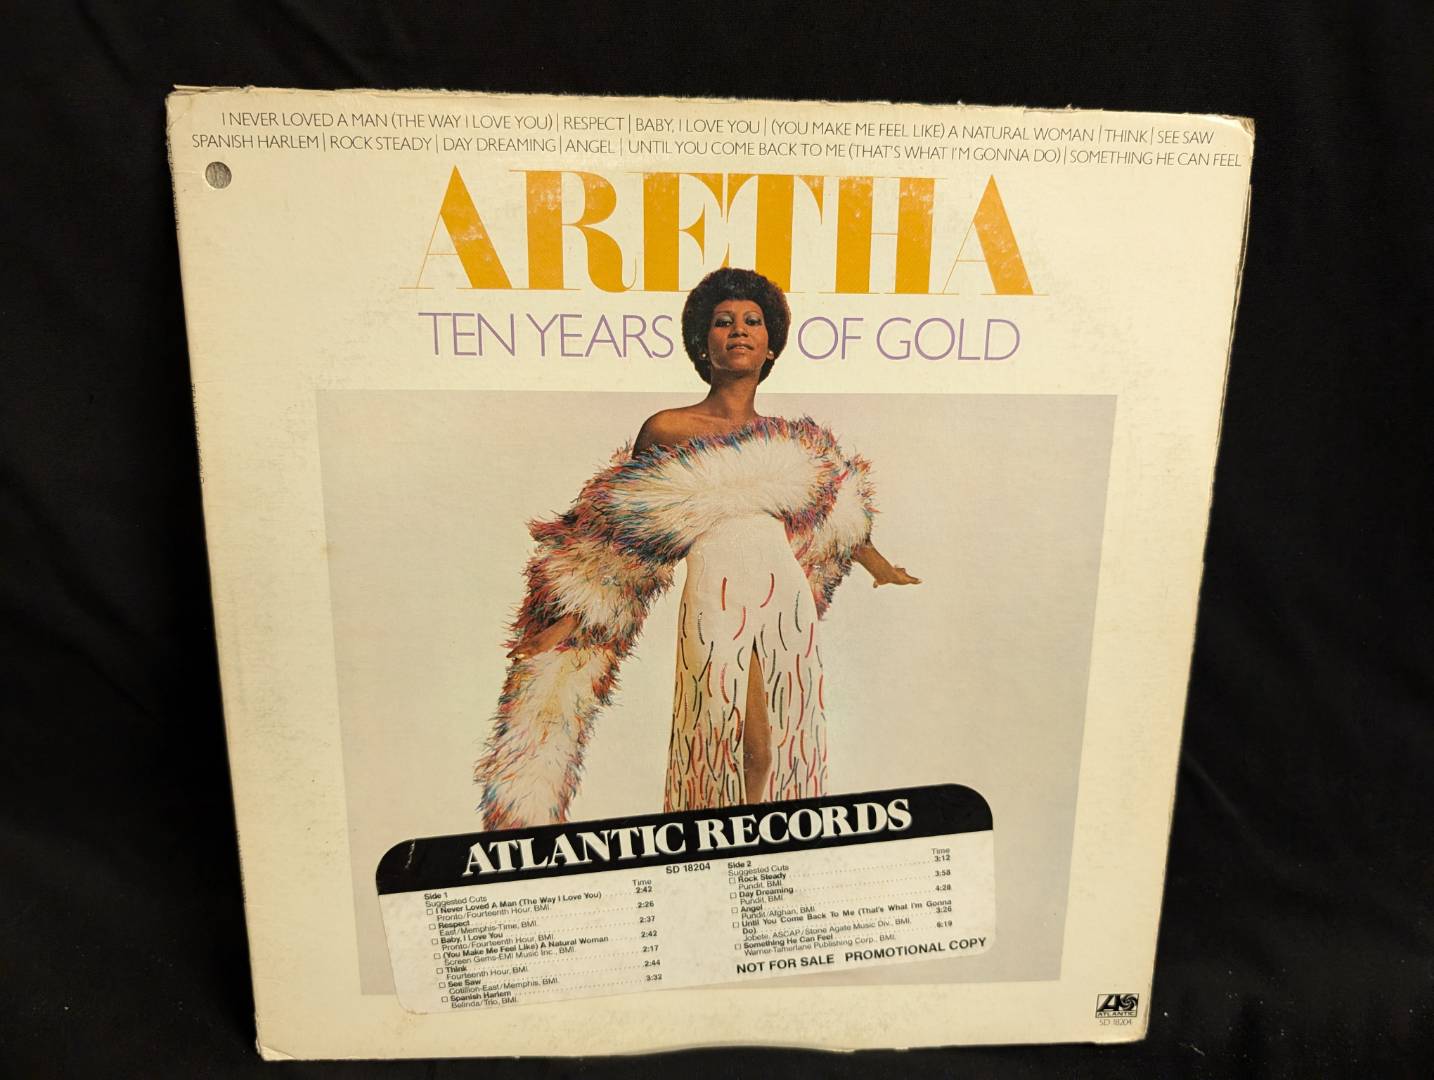 I NEVER LOVED A MAN (THE WAY I LOVE YOU) | RESPECT | BABY, I LOVE YOU | (YOU MAKE ME FEEL LIKE) A NATURAL WOMAN | THINK | SEE SAW
SPANISH HARLEM | ROCK STEADY | DAY DREAMING | ANGEL | UNTIL YOU COME BACK TO ME (THAT'S WHAT I'M GONNA DO) | SOMETHING HE CAN FEEL
ARETHA
TEN YEARS OF GOLD
ATLANTIC RECORDS
SD 18204
Side 1
Suggested Cuts Time
I Never Loved A Man (The Way I Love You) 2:42
Pronto/Fourteenth Hour, BMI.
Respect 2:26
East/Memphis-Time, BMI.
Baby, I Love You 2:37
Pronto/Fourteenth Hour, BMI.
(You Make Me Feel Like) A Natural Woman 2:42
Screen Gems-EMI Music Inc., BMI.
Think 2:17
Fourteenth Hour, BMI.
See Saw 2:44
Cotillion-East/Memphis, BMI.
Spanish Harlem 3:32
Belinda/Trio, BMI.
Side 2
Suggested Cuts Time
Rock Steady 3:12
Pundit, BMI.
Day Dreaming 3:58
Pundit, BMI.
Angel 4:28
Pundit/Afghan, BMI.
Until You Come Back To Me (That's What I'm Gonna
Do) 3:26
Jobete, ASCAP/Stone Agate Music Div., BMI.
Something He Can Feel 6:19
Warner-Tamerlane Publishing Corp., BMI.
NOT FOR SALE PROMOTIONAL COPY
ATLANTIC
SD 18204